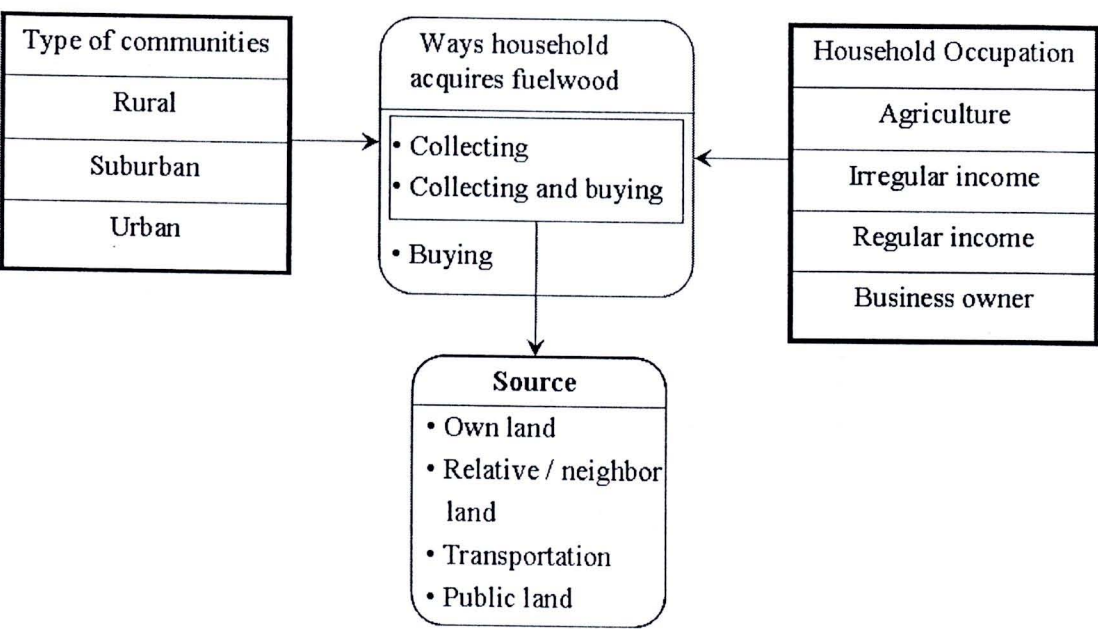 Type of communities
Rural
Suburban
Urban
Ways household
acquires fuelwood
• Collecting
• Collecting and buying
• Buying
Household Occupation
Agriculture
Irregular income
Regular income
Business owner
Source
• Own land
• Relative / neighbor
land
• Transportation
• Public land